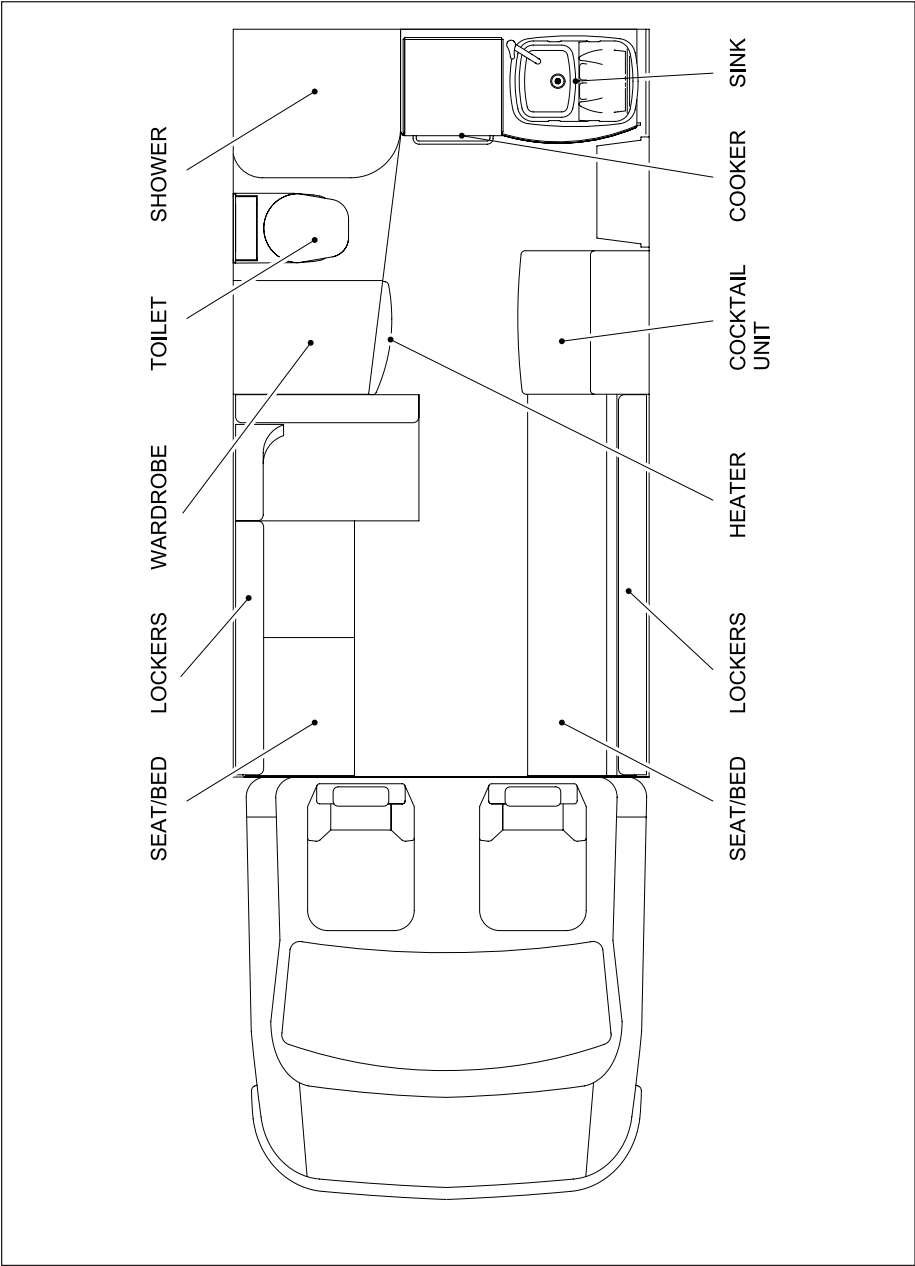 SEAT/BED
LOCKERS
WARDROBE
TOILET
SHOWER
SEAT/BED
LOCKERS
HEATER
COCKTAIL
UNIT
COOKER
SINK